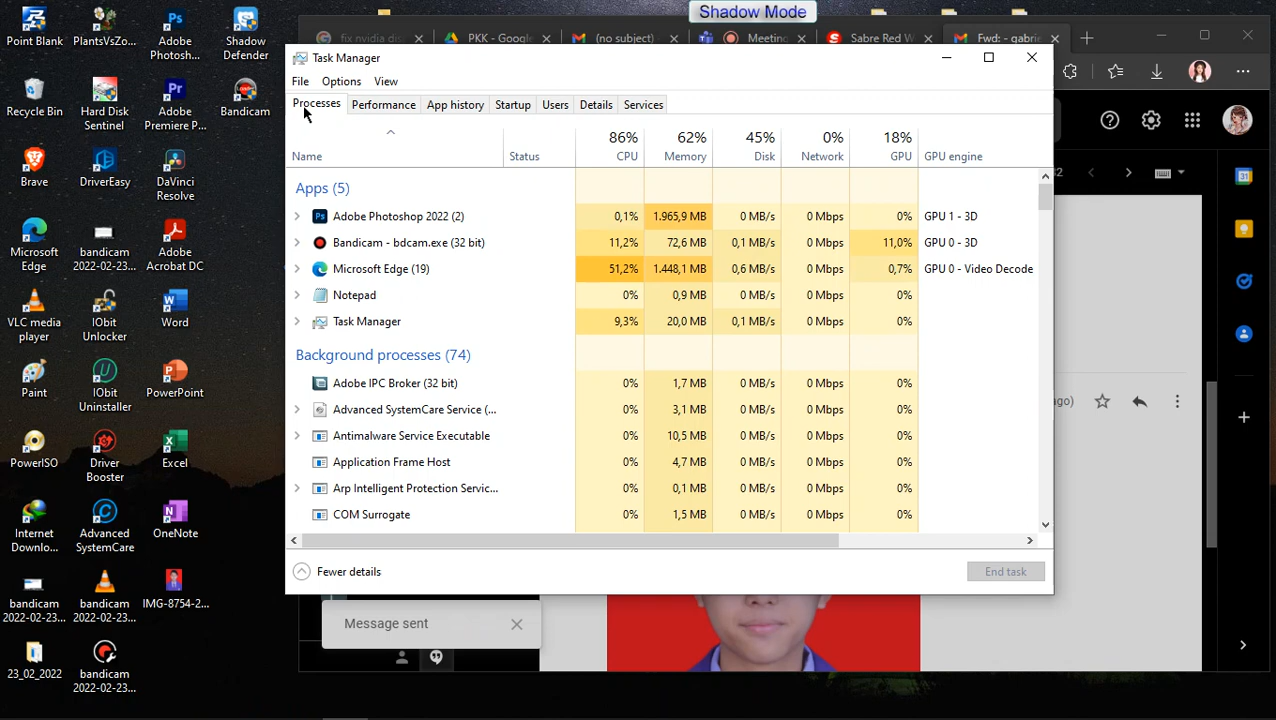 Shadow Mode
Point Blank
PlantsVsZo...
Adobe
Photosh...
Shadow
Defender
Recycle Bin
Hard Disk
Sentinel
Adobe
Premiere P...
Bandicam
Brave
DriverEasy
DaVinci
Resolve
Microsoft
Edge
bandicam
2022-02-23...
Adobe
Acrobat DC
VLC media
player
IObit
Unlocker
Word
Paint
IObit
Uninstaller
PowerPoint
PowerISO
Driver
Booster
Excel
Internet
Downlo...
Advanced
SystemCare
OneNote
bandicam
2022-02-23...
bandicam
2022-02-23...
IMG-8754-2...
23_02_2022
bandicam
2022-02-23...
fix nvidia dr
PKK - Google
(no subject)
Meeting
Sabre Red W
Fwd: - gabrie
Task Manager
File Options View
Processes Performance App history Startup Users Details Services
86% 62% 45% 0% 18%
Name Status CPU Memory Disk Network GPU GPU engine
Apps (5)
Adobe Photoshop 2022 (2) 0,1% 1.965,9 MB 0 MB/s 0 Mbps 0% GPU 1 - 3D
Bandicam - bdcam.exe (32 bit) 11,2% 72,6 MB 0,1 MB/s 0 Mbps 11,0% GPU 0 - 3D
Microsoft Edge (19) 51,2% 1.448,1 MB 0,6 MB/s 0 Mbps 0,7% GPU 0 - Video Decode
Notepad 0% 0,9 MB 0 MB/s 0 Mbps 0%
Task Manager 9,3% 20,0 MB 0,1 MB/s 0 Mbps 0%
Background processes (74)
Adobe IPC Broker (32 bit) 0% 1,7 MB 0 MB/s 0 Mbps 0%
Advanced SystemCare Service (... 0% 3,1 MB 0 MB/s 0 Mbps 0%
Antimalware Service Executable 0% 10,5 MB 0 MB/s 0 Mbps 0%
Application Frame Host 0% 4,7 MB 0 MB/s 0 Mbps 0%
Arp Intelligent Protection Servic... 0% 0,1 MB 0 MB/s 0 Mbps 0%
COM Surrogate 0% 1,5 MB 0 MB/s 0 Mbps 0%
Fewer details
End task
ago)
Message sent